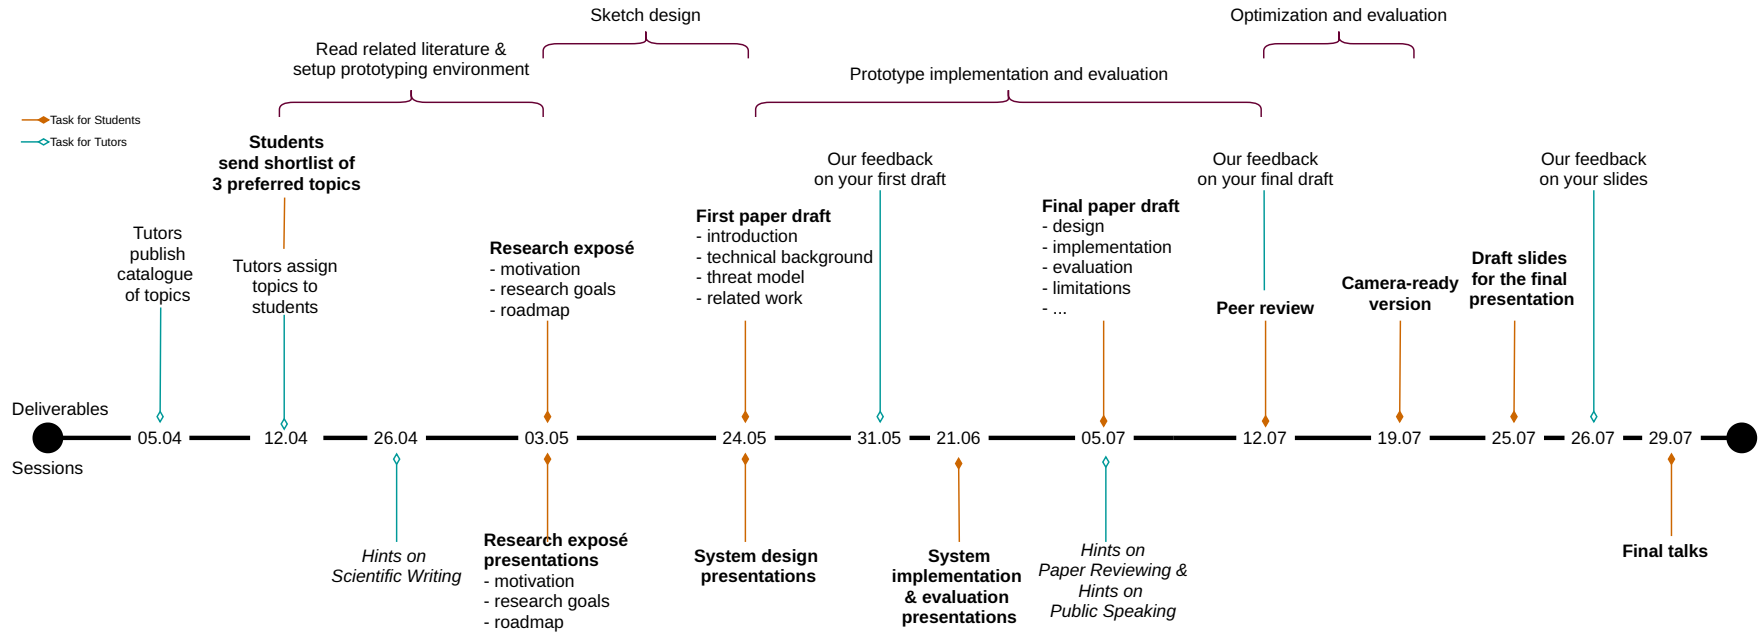 Sketch design
Optimization and evaluation
Read related literature &
setup prototyping environment
Prototype implementation and evaluation
Task for Students
Task for Tutors
Students
send shortlist of
3 preferred topics
Our feedback
on your first draft
Our feedback
on your final draft
Our feedback
on your slides
Tutors
publish
catalogue
of topics
Tutors assign
topics to
students
Research exposé
- motivation
- research goals
- roadmap
First paper draft
- introduction
- technical background
- threat model
- related work
Final paper draft
- design
- implementation
- evaluation
- limitations
- ...
Peer review
Camera-ready
version
Draft slides
for the final
presentation
Deliverables
05.04
12.04
26.04
03.05
24.05
31.05
21.06
05.07
12.07
19.07
25.07
26.07
29.07
Sessions
Hints on
Scientific Writing
Research exposé
presentations
- motivation
- research goals
- roadmap
System design
presentations
System
implementation
& evaluation
presentations
Hints on
Paper Reviewing &
Hints on
Public Speaking
Final talks